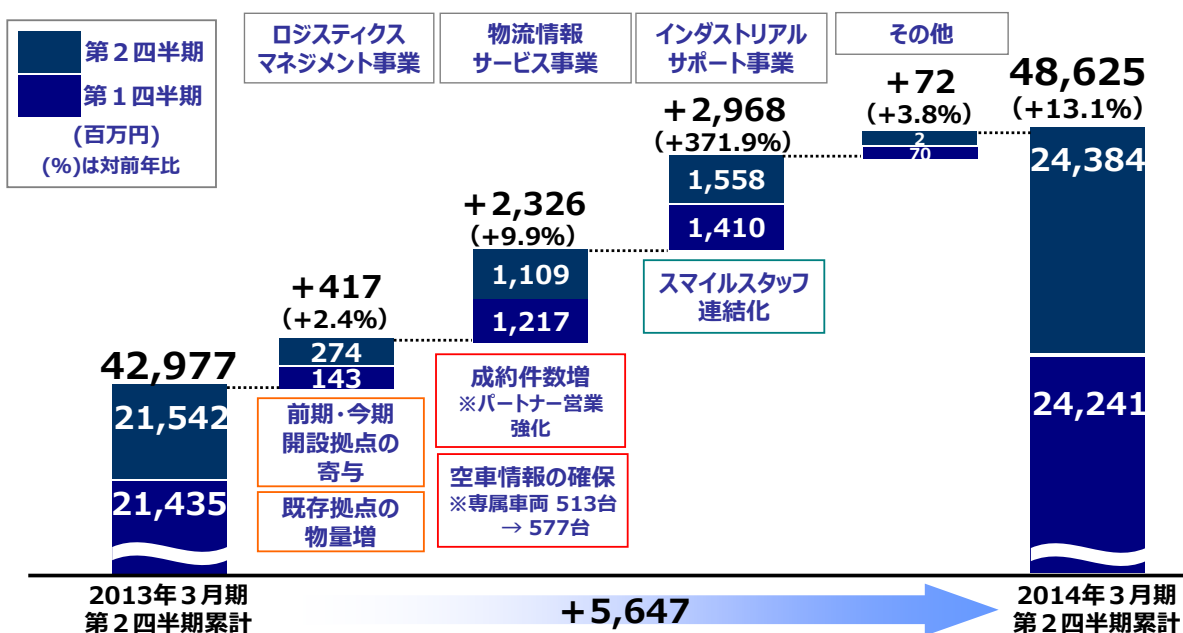 第２四半期
第１四半期
(百万円)
(%)は対前年比
ロジスティクス
マネジメント事業
物流情報
サービス事業
インダストリアル
サポート事業
その他
42,977
21,542
21,435
+417
(+2.4%)
274
143
前期・今期
開設拠点の
寄与
既存拠点の
物量増
+2,326
(+9.9%)
1,109
1,217
成約件数増
※パートナー営業
強化
空車情報の確保
※専属車両 513台
→ 577台
+2,968
(+371.9%)
1,558
1,410
スマイルスタッフ
連結化
+72
(+3.8%)
2
70
48,625
(+13.1%)
24,384
24,241
2013年３月期
第２四半期累計
+5,647
2014年３月期
第２四半期累計